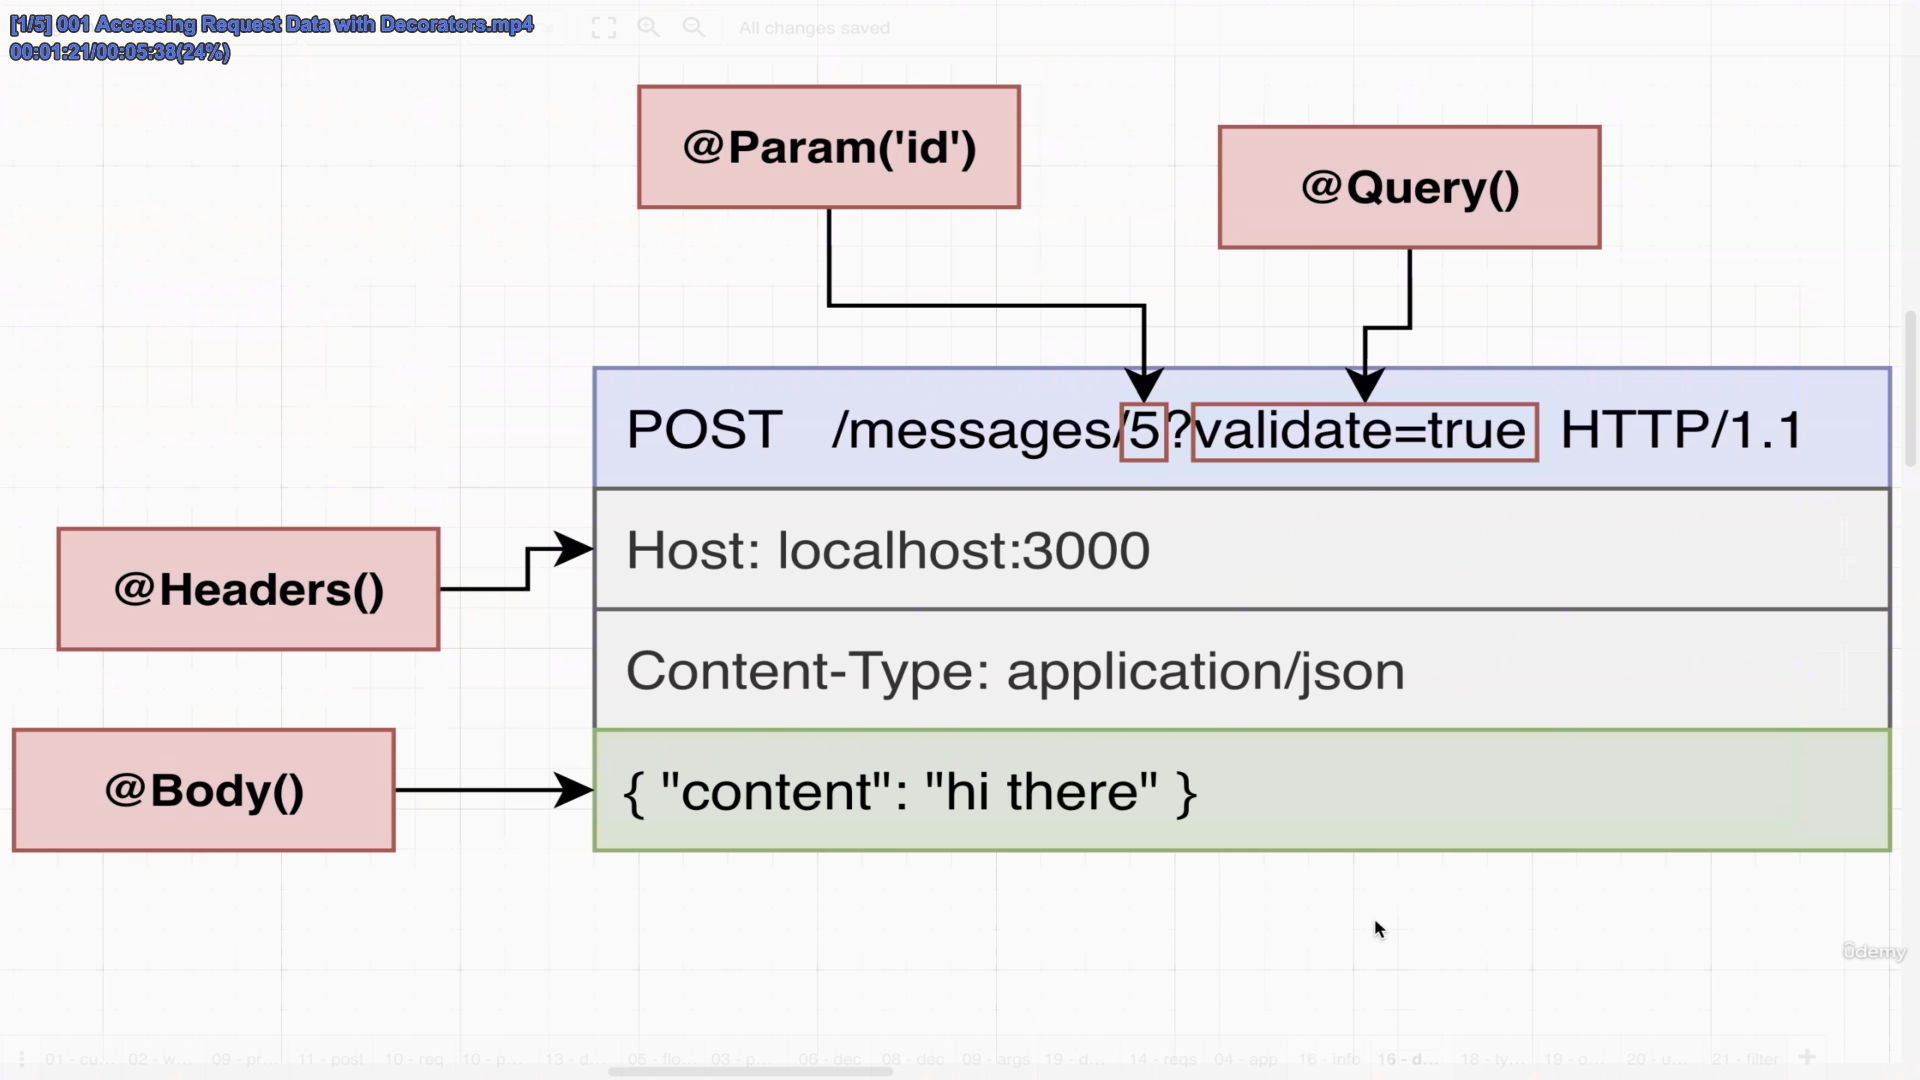 [1/5] 001 Accessing Request Data with Decorators.mp4
00:01:21/00:05:38(24%)
All changes saved
@Param('id')
@Query()
POST /messages/5?validate=true HTTP/1.1
@Headers()
Host: localhost:3000
Content-Type: application/json
@Body()
{ "content": "hi there" }
ûdemy
01 - cu... 02 - w... 09 - pr... 11 - post 10 - req 10 - p... 13 - d... 05 - flo... 03 - p... 06 - dec 08 - dec 09 - args 19 - d... 14 - reqs 04 - app 16 - info 16 - d... 18 - ty... 19 - o... 20 - u... 21 - filter